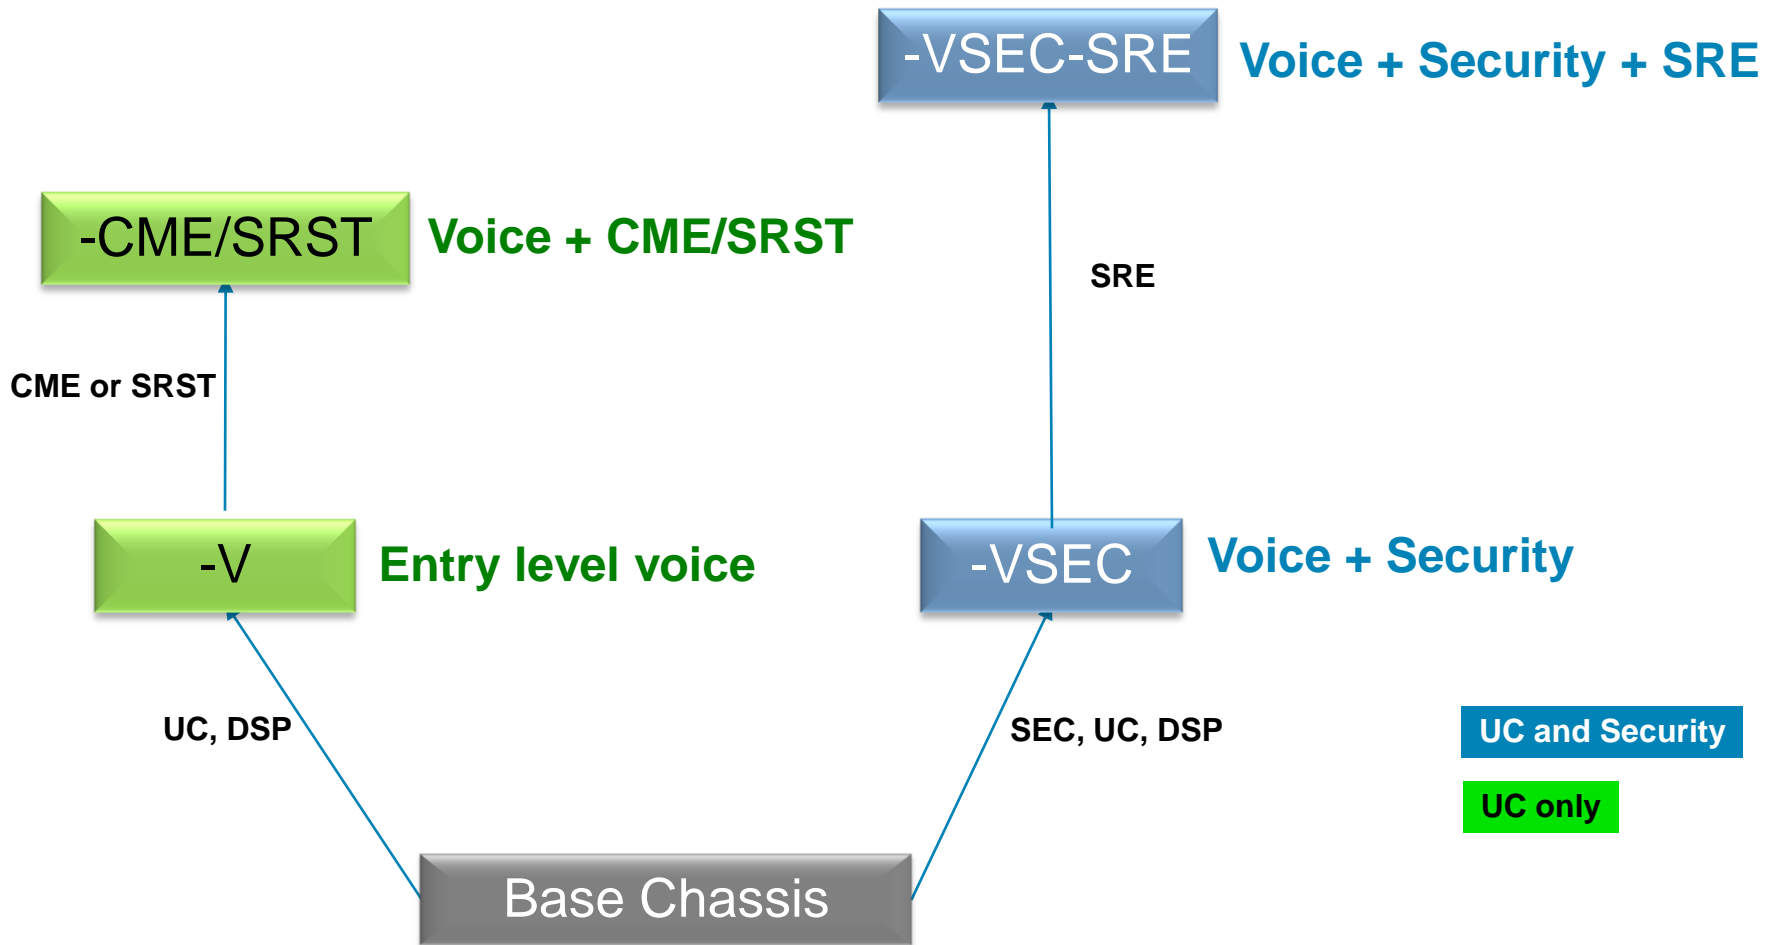 -VSEC-SRE
Voice + Security + SRE
-CME/SRST
Voice + CME/SRST
SRE
CME or SRST
-V
Entry level voice
-VSEC
Voice + Security
UC, DSP
SEC, UC, DSP
UC and Security
UC only
Base Chassis